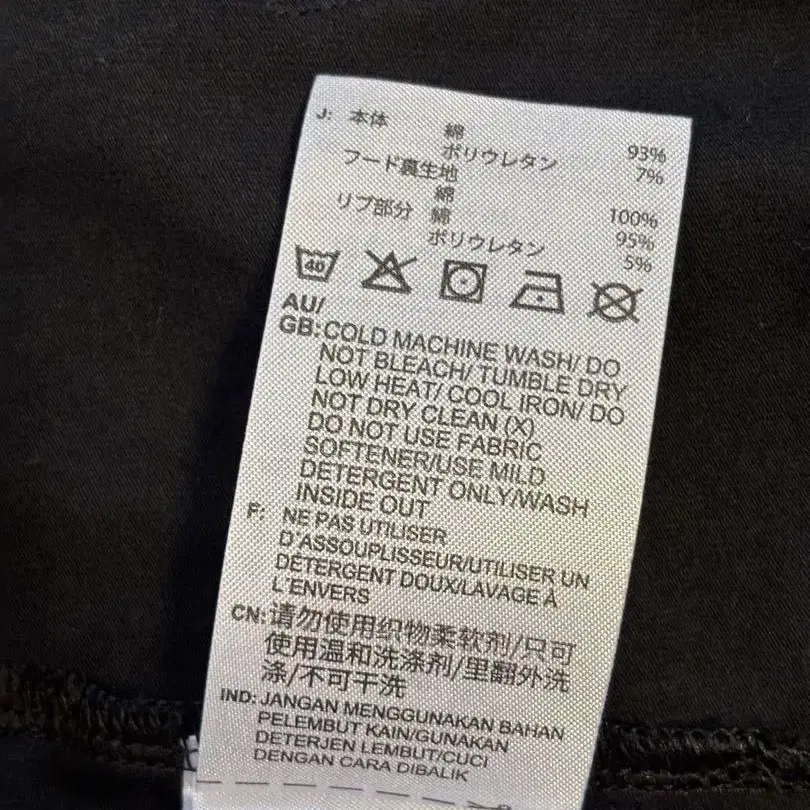 J: 本体 綿 93%
ポリウレタン 7%
フード裏生地
綿 100%
リブ部分 綿 95%
ポリウレタン 5%
40
AU/
GB: COLD MACHINE WASH/ DO
NOT BLEACH/ TUMBLE DRY
LOW HEAT/ COOL IRON/ DO
NOT DRY CLEAN (X)
DO NOT USE FABRIC
SOFTENER/USE MILD
DETERGENT ONLY/WASH
INSIDE OUT
F: NE PAS UTILISER
D'ASSOUPLISSEUR/UTILISER UN
DÉTERGENT DOUX/LAVAGE À
L'ENVERS
CN: 请勿使用织物柔软剂/只可
使用温和洗涤剂/里翻外洗
涤/不可干洗
IND: JANGAN MENGGUNAKAN BAHAN
PELEMBUT KAIN/GUNAKAN
DETERJEN LEMBUT/CUCI
DENGAN CARA DIBALIK